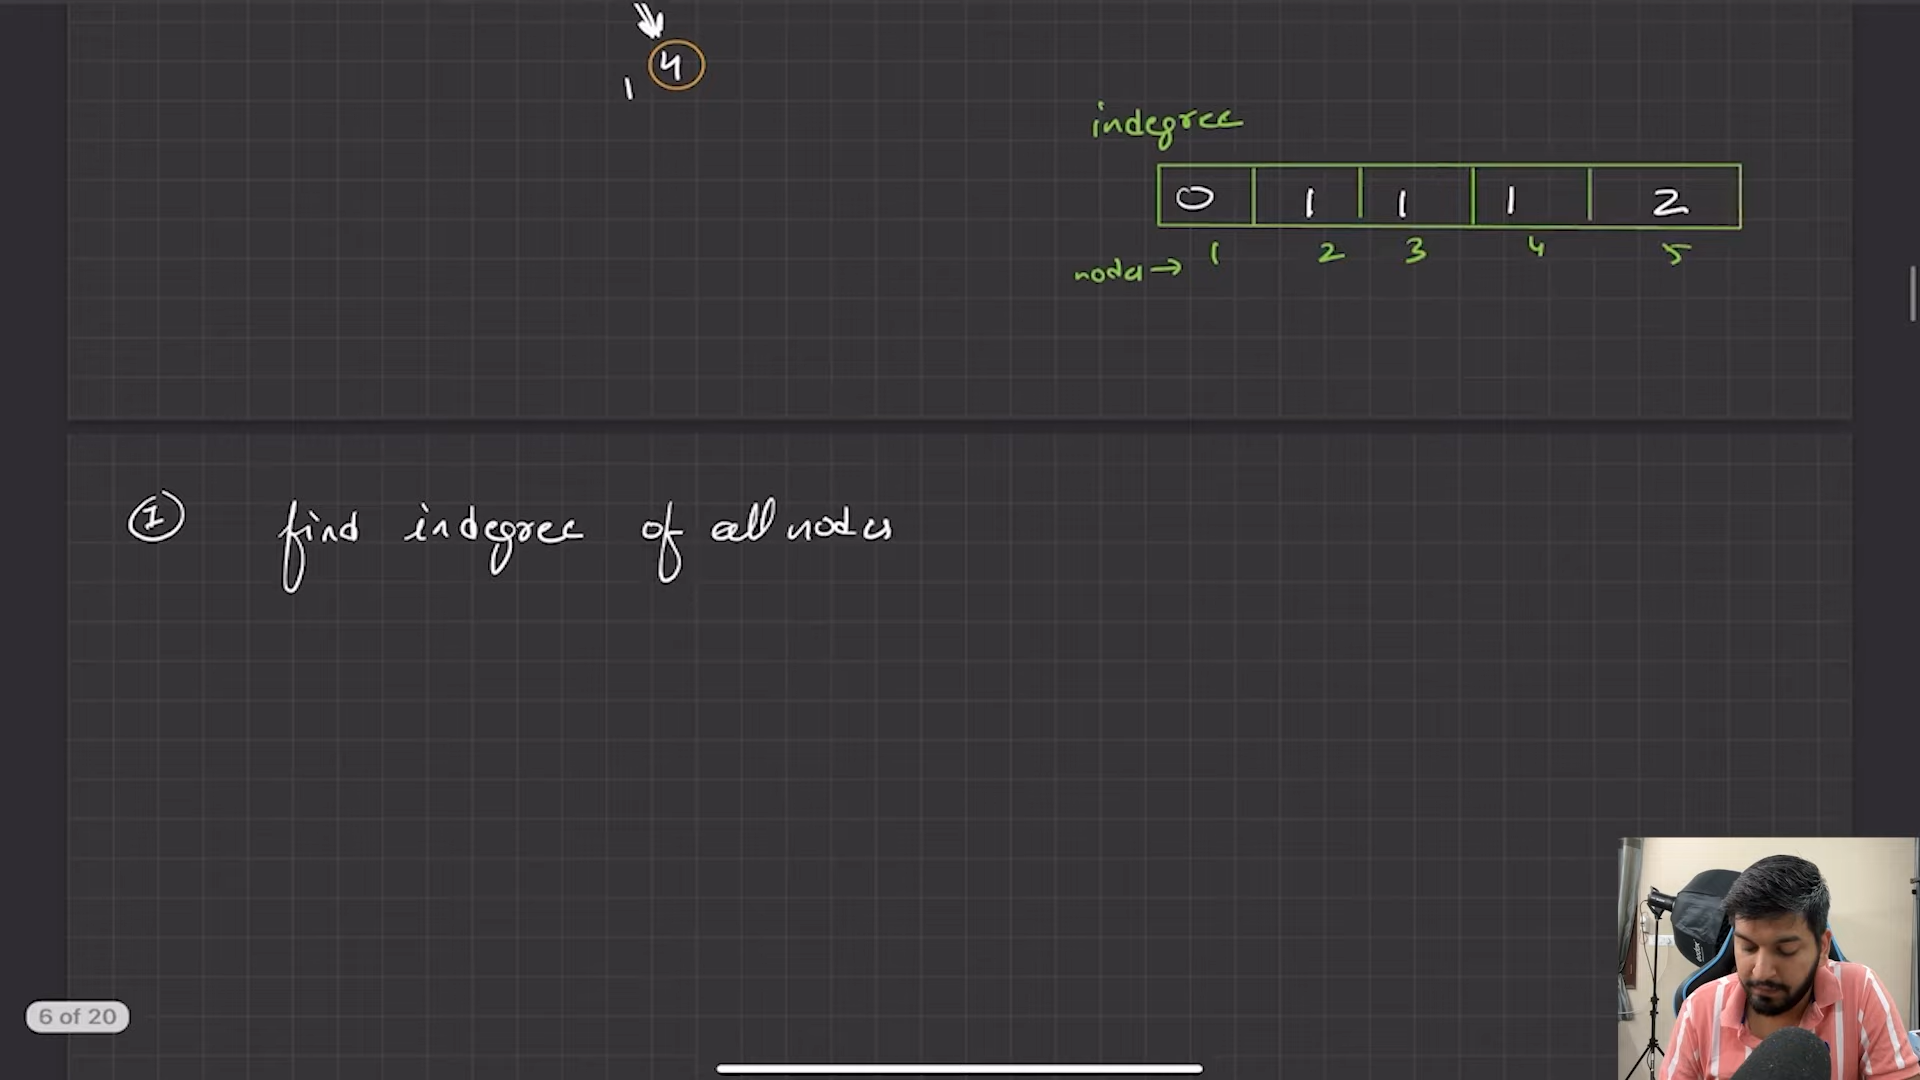 4
1
indegree
0 1 1 1 2
nodes → 1 2 3 4 5
① find indegree of all nodes
6 of 20